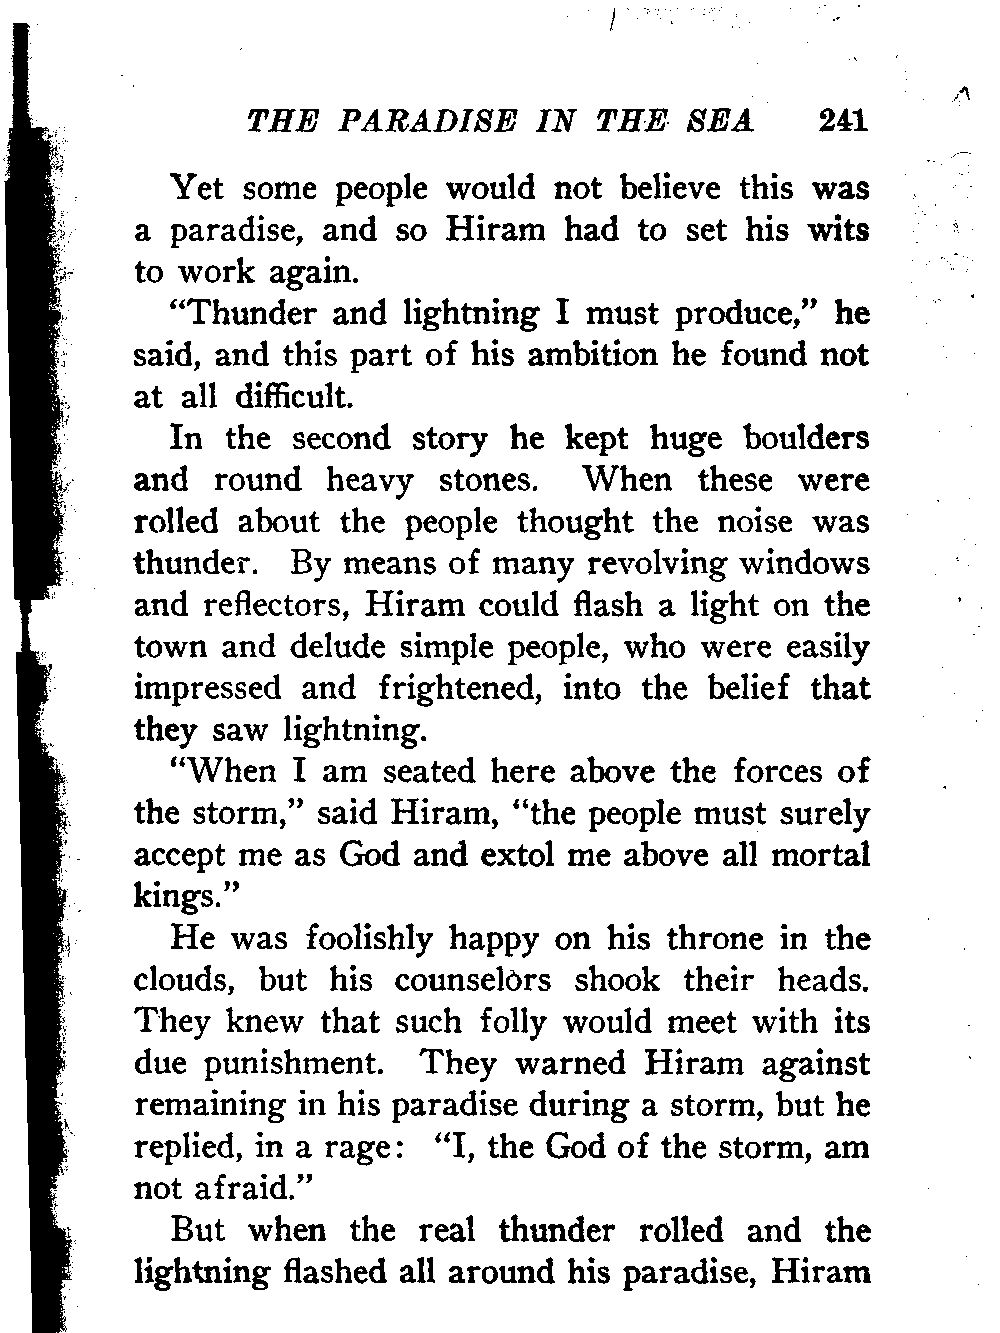 THE PARADISE IN THE SEA 241
Yet some people would not believe this was
a paradise, and so Hiram had to set his wits
to work again.
“Thunder and lightning I must produce,” he
said, and this part of his ambition he found not
at all difficult.
In the second story he kept huge boulders
and round heavy stones. When these were
rolled about the people thought the noise was
thunder. By means of many revolving windows
and reflectors, Hiram could flash a light on the
town and delude simple people, who were easily
impressed and frightened, into the belief that
they saw lightning.
“When I am seated here above the forces of
the storm,” said Hiram, “the people must surely
accept me as God and extol me above all mortal
kings.”
He was foolishly happy on his throne in the
clouds, but his counselors shook their heads.
They knew that such folly would meet with its
due punishment. They warned Hiram against
remaining in his paradise during a storm, but he
replied, in a rage: “I, the God of the storm, am
not afraid.”
But when the real thunder rolled and the
lightning flashed all around his paradise, Hiram